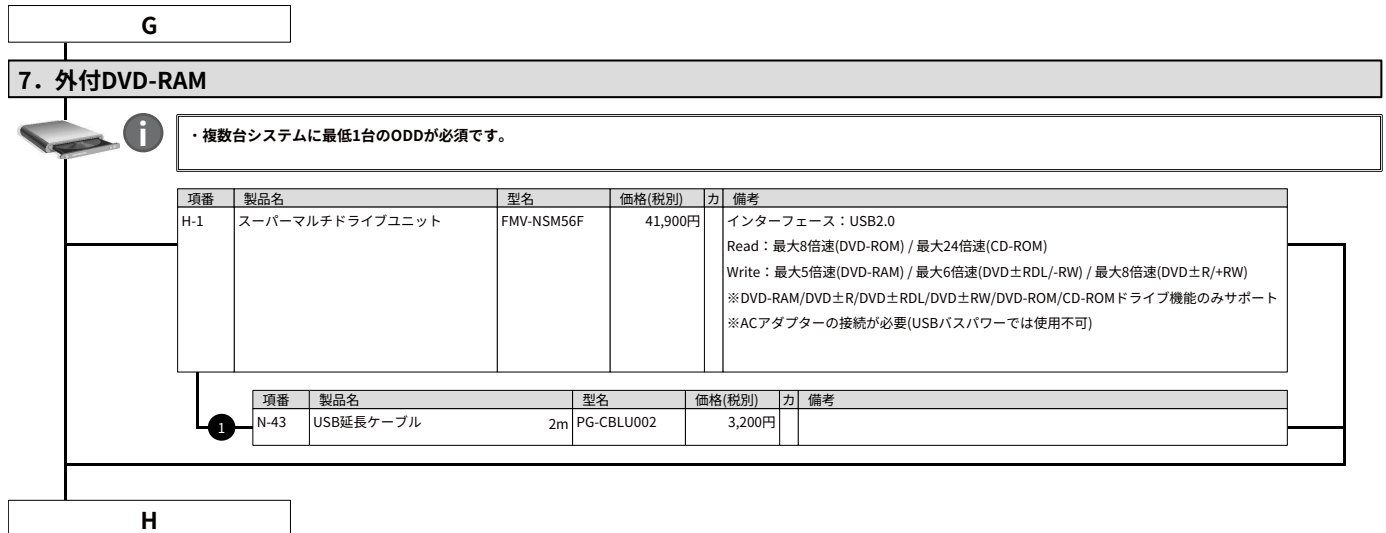 G
7. 外付DVD-RAM
i
・複数台システムに最低1台のODDが必須です。
項番 製品名 型名 価格(税別) カ 備考
H-1 スーパーマルチドライブユニット FMV-NSM56F 41,900円 インターフェース：USB2.0
Read：最大8倍速(DVD-ROM) / 最大24倍速(CD-ROM)
Write：最大5倍速(DVD-RAM) / 最大6倍速(DVD±RDL/-RW) / 最大8倍速(DVD±R/+RW)
※DVD-RAM/DVD±R/DVD±RDL/DVD±RW/DVD-ROM/CD-ROMドライブ機能のみサポート
※ACアダプターの接続が必要(USBバスパワーでは使用不可)
項番 製品名 型名 価格(税別) カ 備考
1 N-43 USB延長ケーブル 2m PG-CBLU002 3,200円
H